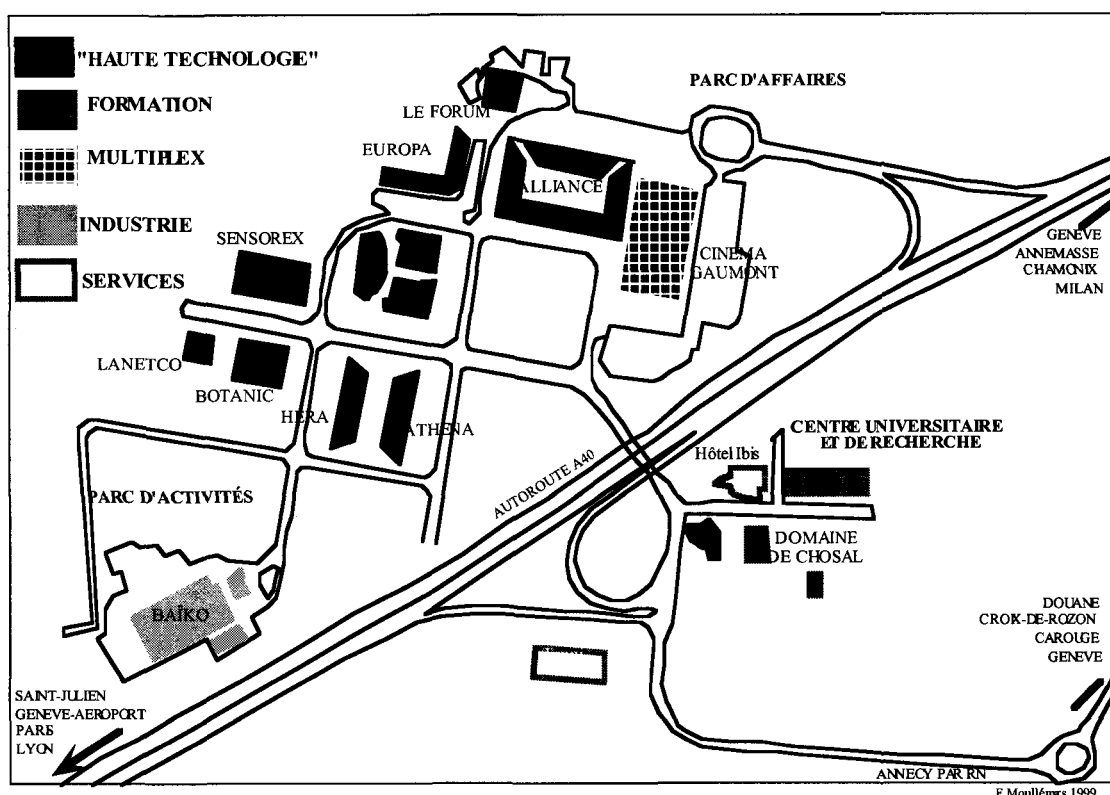 "HAUTE TECHNOLOGIE"
FORMATION
MULTIPLEX
INDUSTRIE
SERVICES
PARC D'AFFAIRES
LE FORUM
EUROPA
ALLIANCE
SENSOREX
CINEMA
GAUMONT
GENEVE
ANNEMASSE
CHAMONIX
MILAN
LANETCO
BOTANIC
HERA
ATHENA
CENTRE UNIVERSITAIRE
ET DE RECHERCHE
Hôtel Ibis
AUTOROUTE A40
PARC D'ACTIVITÉS
DOMAINE
DE CHOSAL
BAÏKO
DOUANE
CROIX-DE-ROZON
CAROUGE
GENEVE
SAINT-JULIEN
GENEVE-AEROPORT
PARIS
LYON
ANNECY PAR RN
F Moullé mars 1999